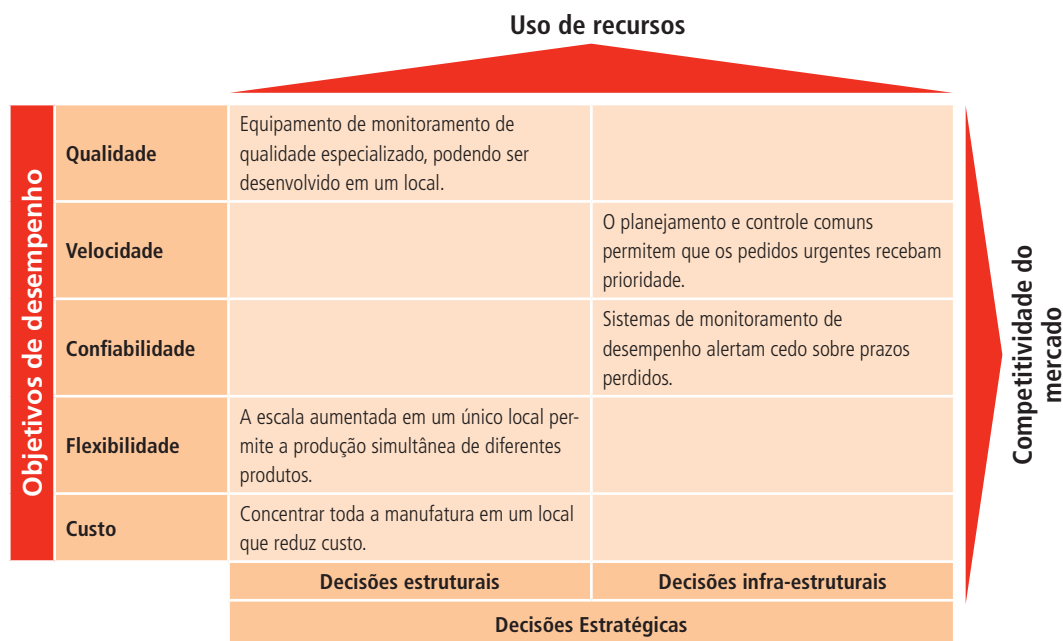 Uso de recursos
Objetivos de desempenho
Qualidade
Equipamento de monitoramento de
qualidade especializado, podendo ser
desenvolvido em um local.
Velocidade
O planejamento e controle comuns
permitem que os pedidos urgentes recebam
prioridade.
Confiabilidade
Sistemas de monitoramento de
desempenho alertam cedo sobre prazos
perdidos.
Flexibilidade
A escala aumentada em um único local per-
mite a produção simultânea de diferentes
produtos.
Custo
Concentrar toda a manufatura em um local
que reduz custo.
Decisões estruturais
Decisões infra-estruturais
Decisões Estratégicas
Competitividade do
mercado